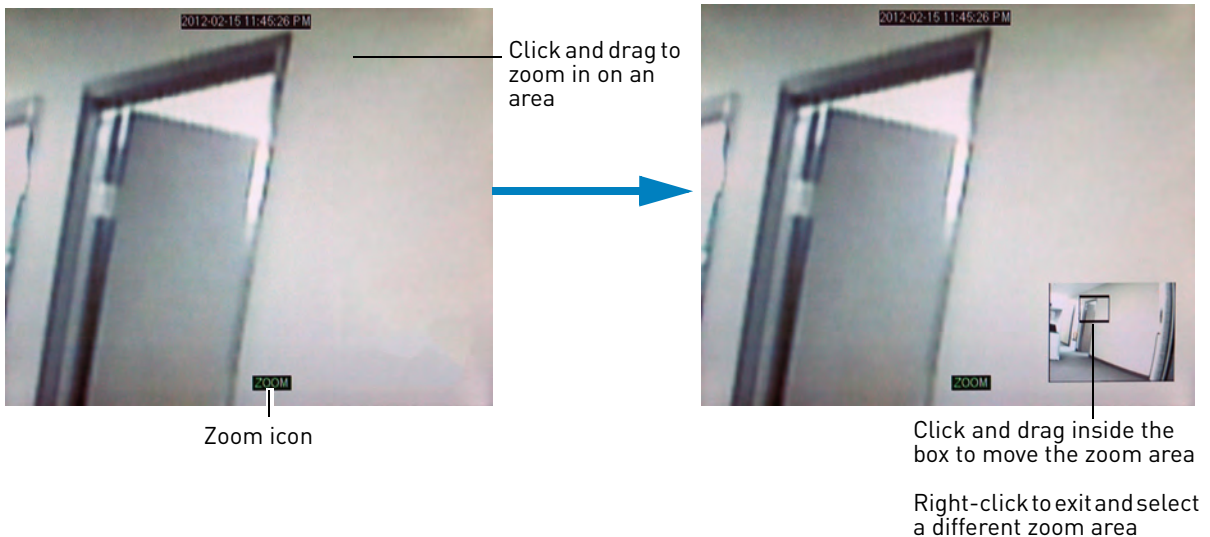 2012-02-15 11:45:26 PM
Click and drag to
zoom in on an
area
ZOOM
Zoom icon
2012-02-15 11:45:26 PM
ZOOM
Click and drag inside the
box to move the zoom area
Right-click to exit and select
a different zoom area